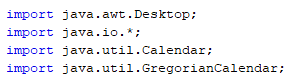 import java.awt.Desktop;
import java.io.*;
import java.util.Calendar;
import java.util.GregorianCalendar;